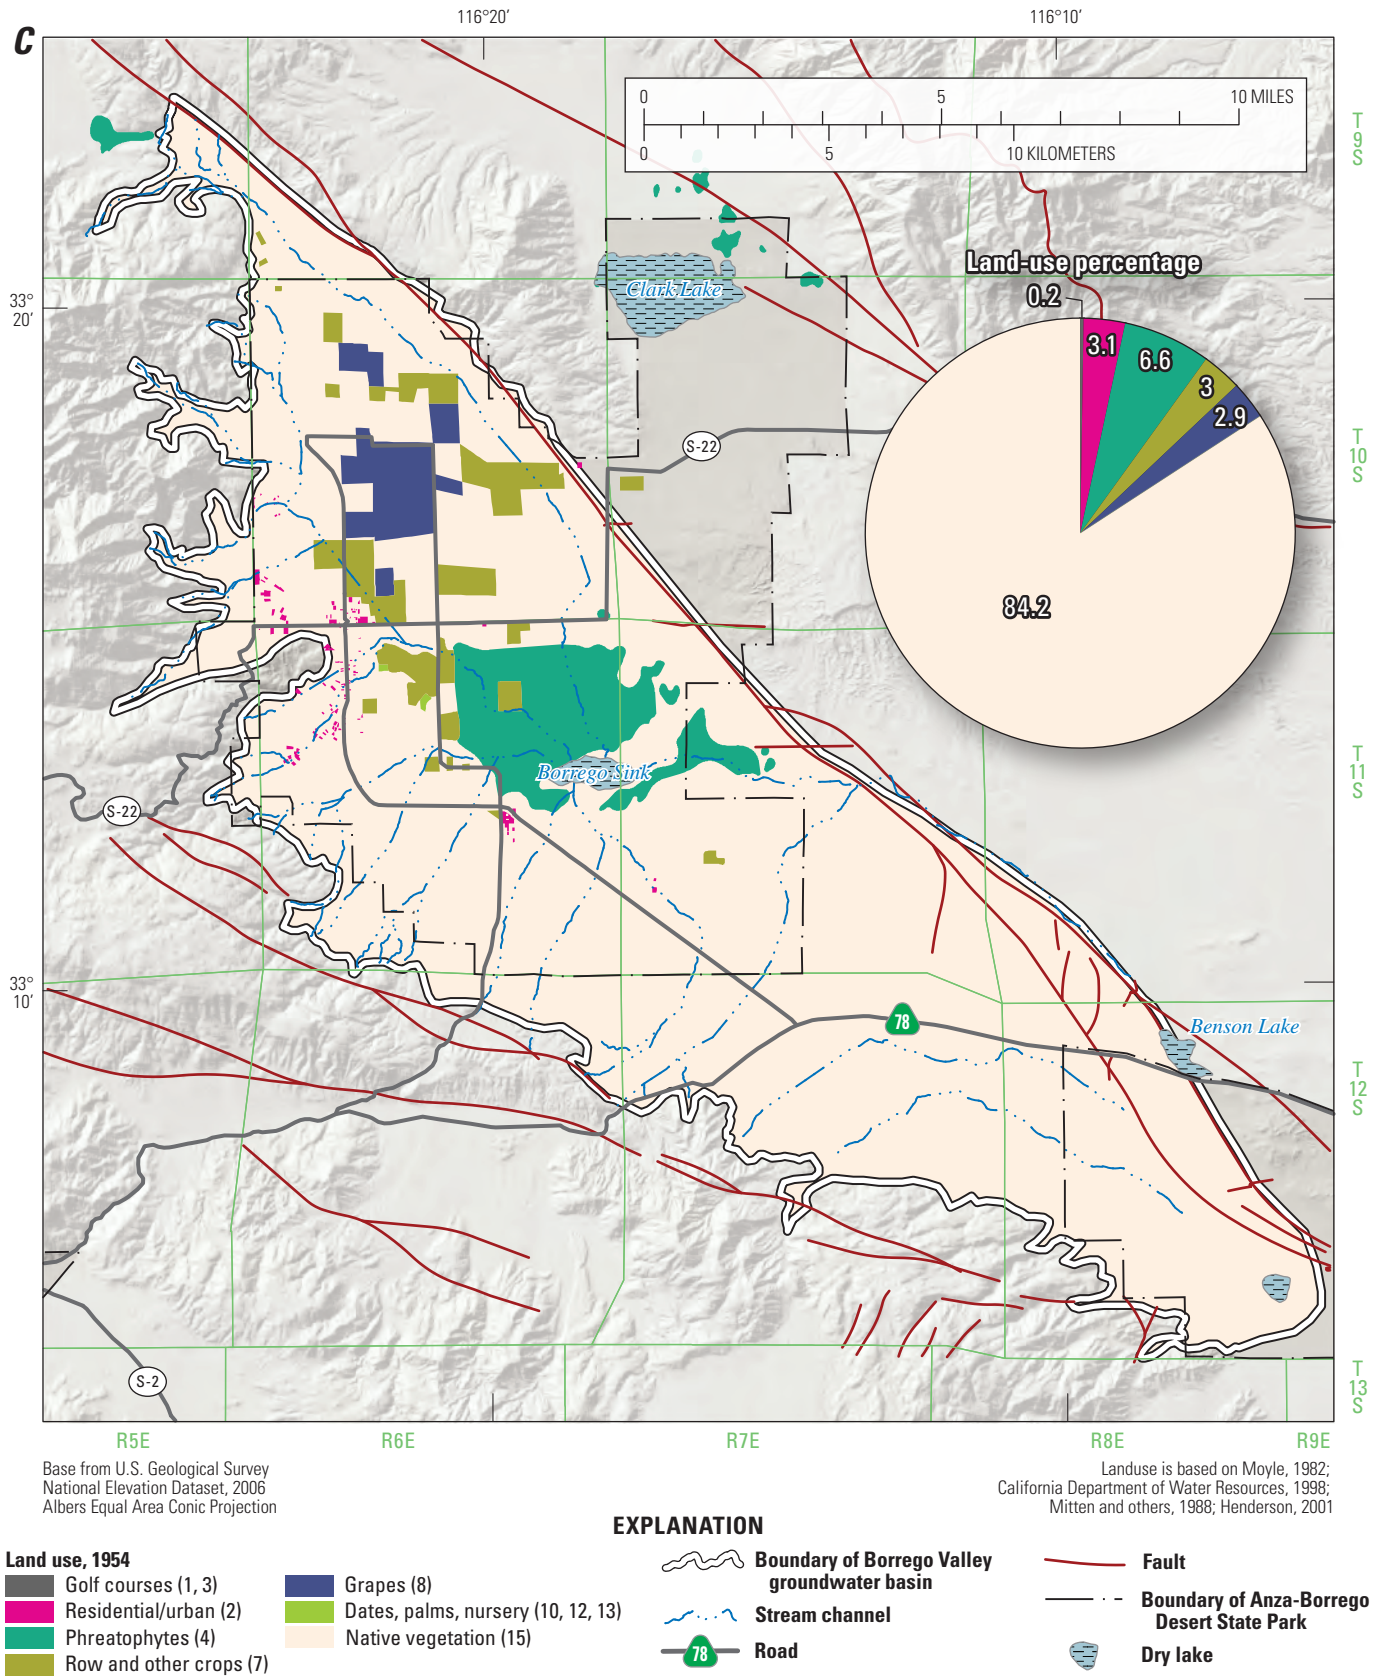 C
116°20′
116°10′
0
5
10 MILES
0
5
10 KILOMETERS
T
9
S
Land-use percentage
0.2
3.1
6.6
3
2.9
84.2
Clark Lake
33°
20′
S-22
T
10
S
Borrego Sink
T
11
S
S-22
33°
10′
78
Benson Lake
T
12
S
S-2
T
13
S
R5E
R6E
R7E
R8E
R9E
Base from U.S. Geological Survey
National Elevation Dataset, 2006
Albers Equal Area Conic Projection
Landuse is based on Moyle, 1982;
California Department of Water Resources, 1998;
Mitten and others, 1988; Henderson, 2001
EXPLANATION
Land use, 1954
Golf courses (1, 3)
Residential/urban (2)
Phreatophytes (4)
Row and other crops (7)
Grapes (8)
Dates, palms, nursery (10, 12, 13)
Native vegetation (15)
Boundary of Borrego Valley
groundwater basin
Stream channel
78
Road
Fault
Boundary of Anza-Borrego
Desert State Park
Dry lake